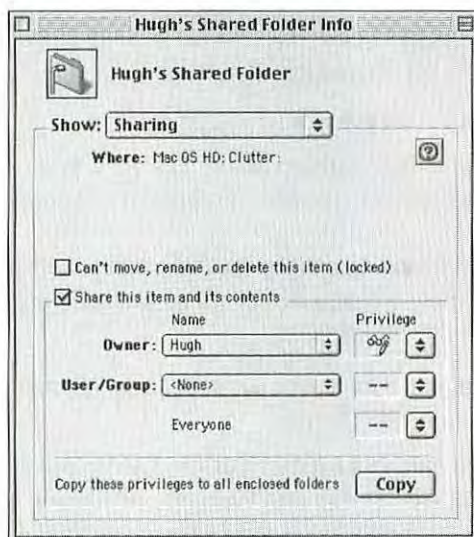 Hugh's Shared Folder Info
Hugh's Shared Folder
Show: Sharing
Where: Mac OS HD: Clutter:
Can't move, rename, or delete this item (locked)
Share this item and its contents
Name Privilege
Owner: Hugh
User/Group: <None> --
Everyone --
Copy these privileges to all enclosed folders Copy